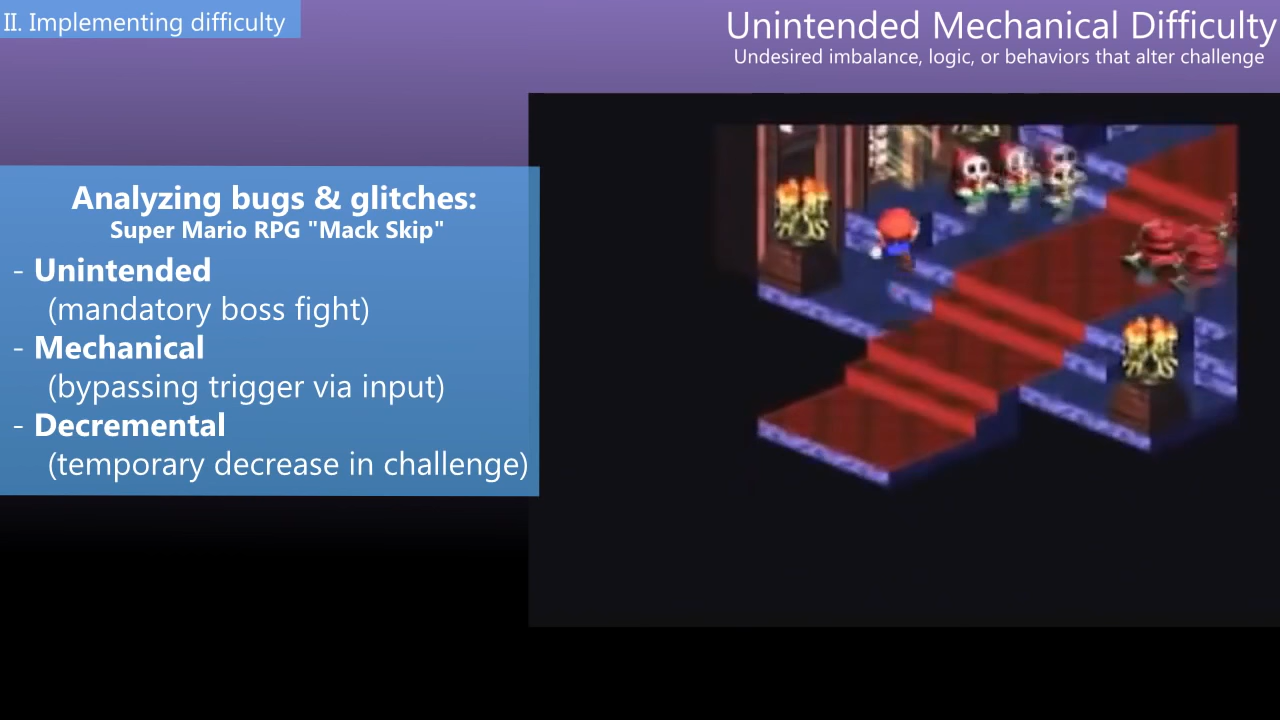 II. Implementing difficulty
Unintended Mechanical Difficulty
Undesired imbalance, logic, or behaviors that alter challenge
Analyzing bugs & glitches:
Super Mario RPG "Mack Skip"
- Unintended
(mandatory boss fight)
- Mechanical
(bypassing trigger via input)
- Decremental
(temporary decrease in challenge)